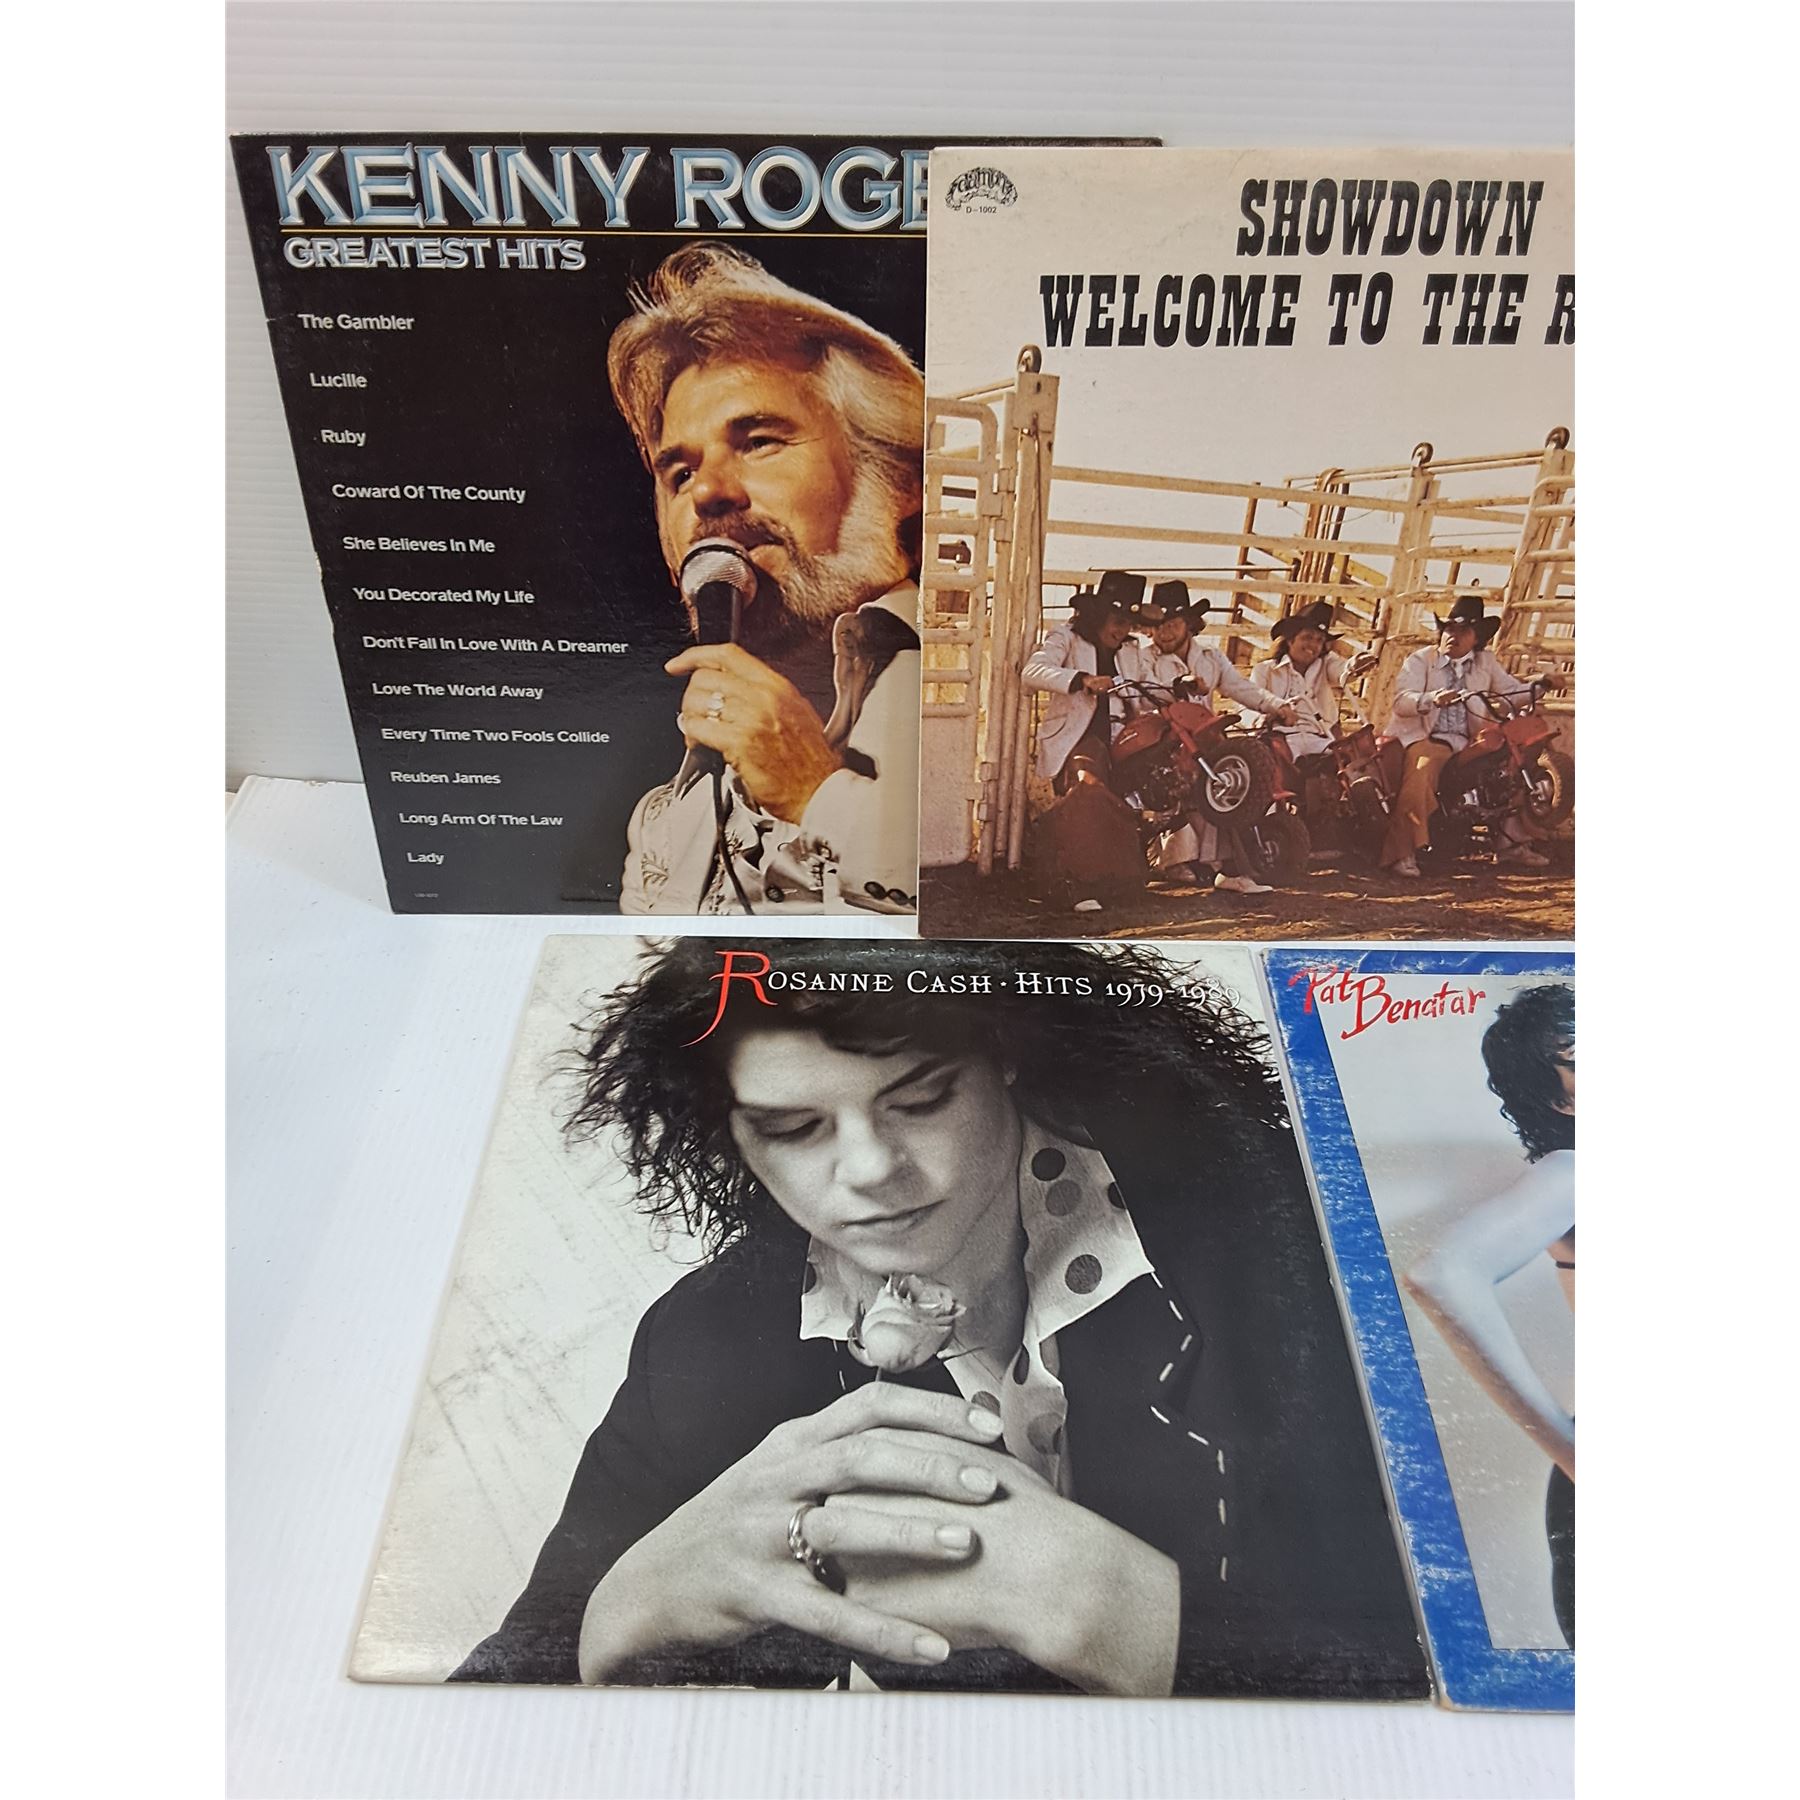 KENNY ROGE
GREATEST HITS
The Gambler
Lucille
Ruby
Coward Of The County
She Believes In Me
You Decorated My Life
Don't Fall In Love With A Dreamer
Love The World Away
Every Time Two Fools Collide
Reuben James
Long Arm Of The Law
Lady
D-1002
SHOWDOWN
WELCOME TO THE R
ROSANNE CASH · HITS 1979-1989
Pat Benatar